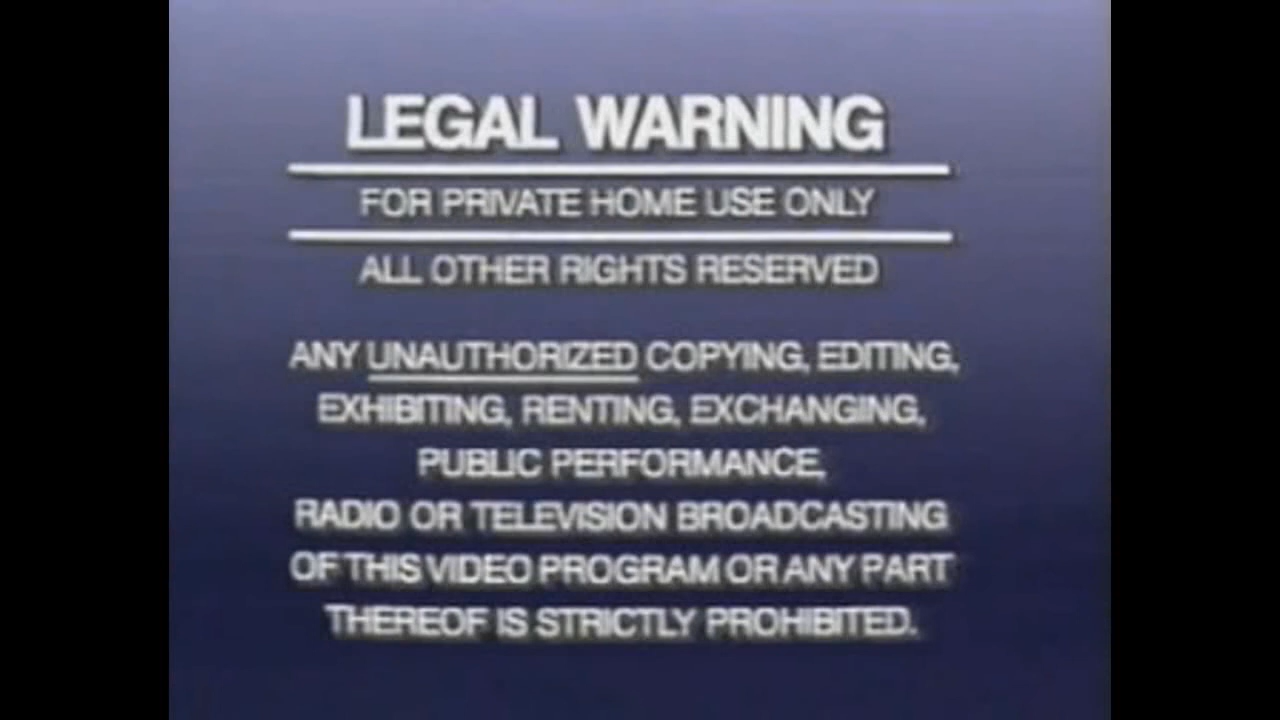 LEGAL WARNING
FOR PRIVATE HOME USE ONLY
ALL OTHER RIGHTS RESERVED
ANY UNAUTHORIZED COPYING, EDITING,
EXHIBITING, RENTING, EXCHANGING,
PUBLIC PERFORMANCE,
RADIO OR TELEVISION BROADCASTING
OF THIS VIDEO PROGRAM OR ANY PART
THEREOF IS STRICTLY PROHIBITED.